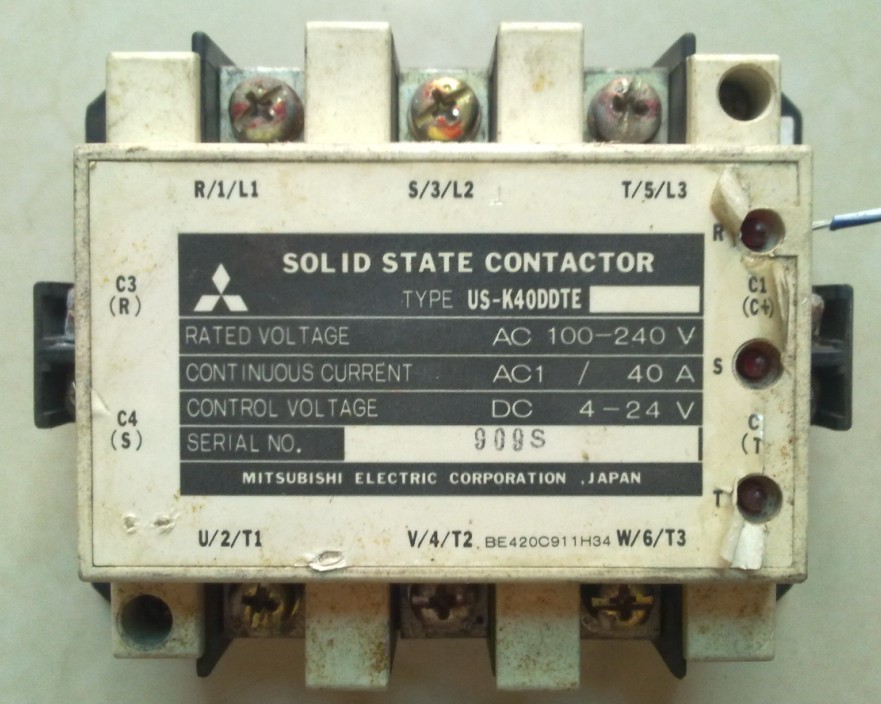 R/1/L1 S/3/L2 T/5/L3
R
SOLID STATE CONTACTOR
TYPE US-K40DDTE
C3
(R)
C1
(C+)
RATED VOLTAGE AC 100-240 V
CONTINUOUS CURRENT AC1 / 40 A
S
CONTROL VOLTAGE DC 4-24 V
C4
(S)
C
(T
SERIAL NO. 909S
MITSUBISHI ELECTRIC CORPORATION ,JAPAN
T
U/2/T1 V/4/T2 BE420C911H34 W/6/T3